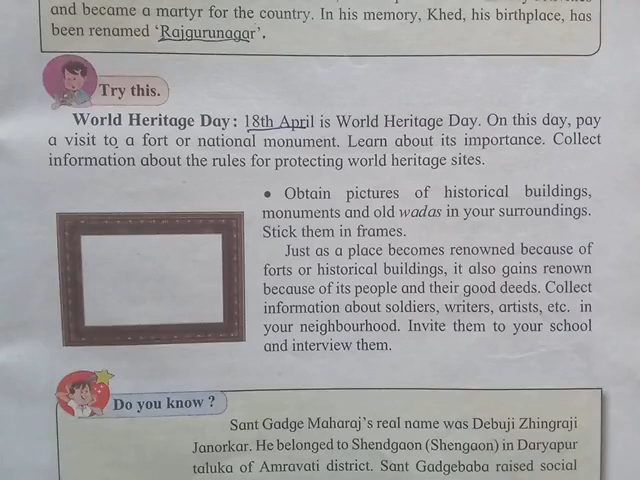 and became a martyr for the country. In his memory, Khed, his birthplace, has
been renamed ‘Rajgurunagar’.
Try this.
World Heritage Day: 18th April is World Heritage Day. On this day, pay
a visit to a fort or national monument. Learn about its importance. Collect
information about the rules for protecting world heritage sites.
• Obtain pictures of historical buildings,
monuments and old wadas in your surroundings.
Stick them in frames.
Just as a place becomes renowned because of
forts or historical buildings, it also gains renown
because of its people and their good deeds. Collect
information about soldiers, writers, artists, etc. in
your neighbourhood. Invite them to your school
and interview them.
Do you know ?
Sant Gadge Maharaj’s real name was Debuji Zhingraji
Janorkar. He belonged to Shendgaon (Shengaon) in Daryapur
taluka of Amravati district. Sant Gadgebaba raised social